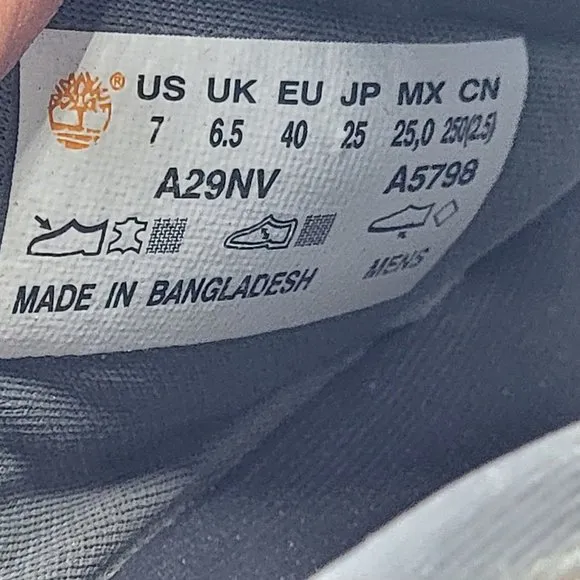 ® US UK EU JP MX CN
7 6.5 40 25 25,0 250(2.5)
A29NV A5798
MENS
MADE IN BANGLADESH